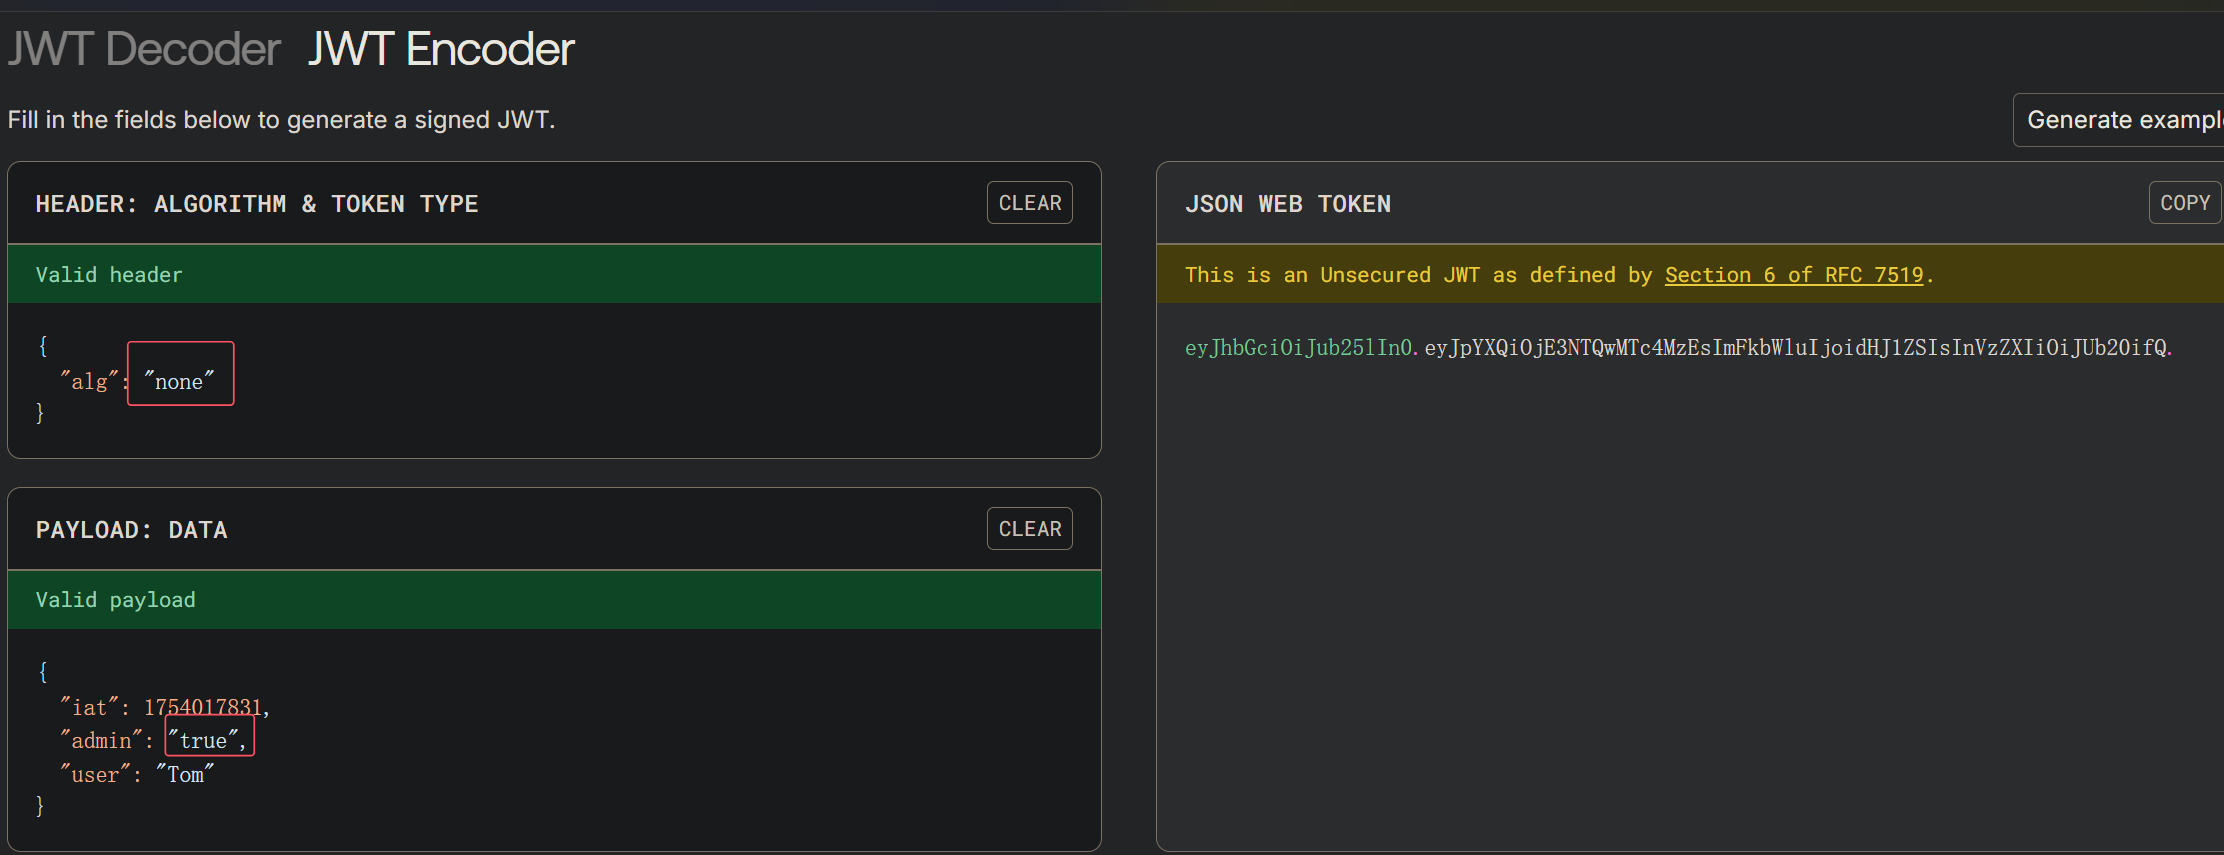 JWT Decoder JWT Encoder
Fill in the fields below to generate a signed JWT.
Generate exampl
HEADER: ALGORITHM & TOKEN TYPE
CLEAR
Valid header
{
"alg": "none"
}
PAYLOAD: DATA
CLEAR
Valid payload
{
"iat": 1754017831,
"admin": "true",
"user": "Tom"
}
JSON WEB TOKEN
COPY
This is an Unsecured JWT as defined by Section 6 of RFC 7519.
eyJhbGciOiJub25lIn0.eyJpYXQiOjE3NTQwMTc4MzEsImFkbWluIjoidHJ1ZSIsInVzZXIiOiJUb20ifQ.